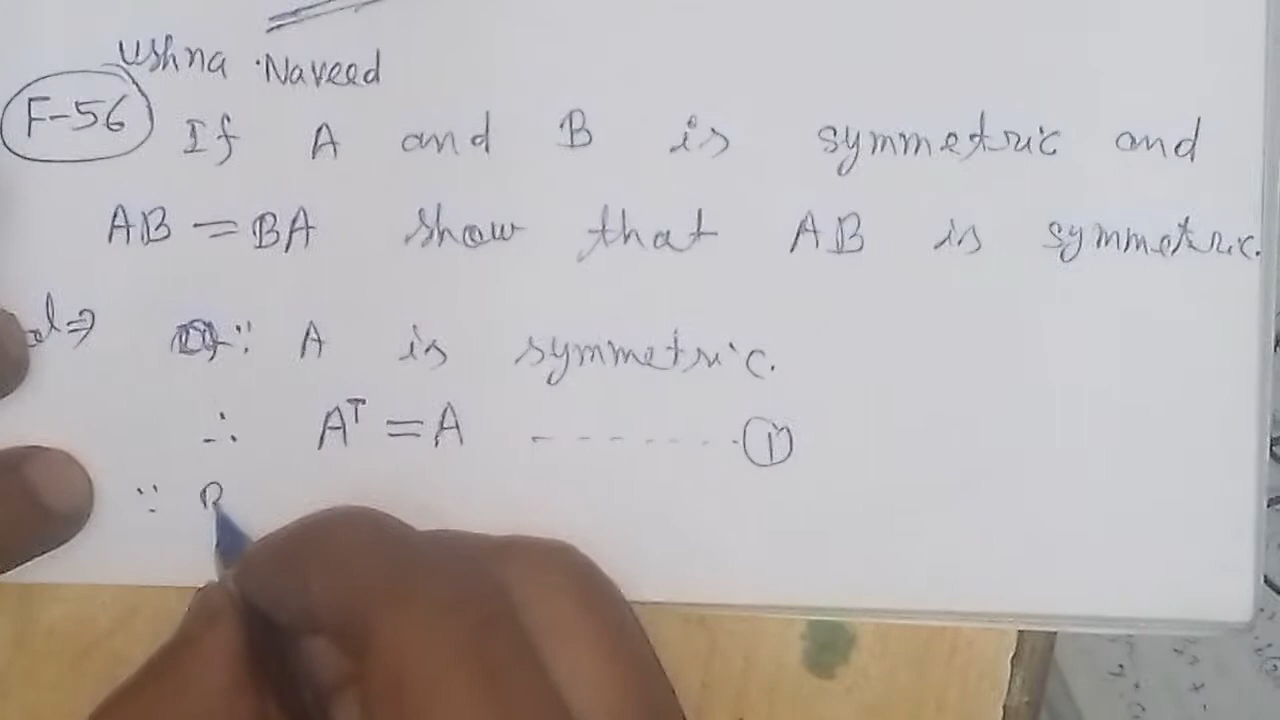 Ushna Naveed
F-56 If A and B is symmetric and
AB = BA show that AB is symmetric.
∵ A is symmetric.
∴ Aᵀ = A -------- (1)
∵ B